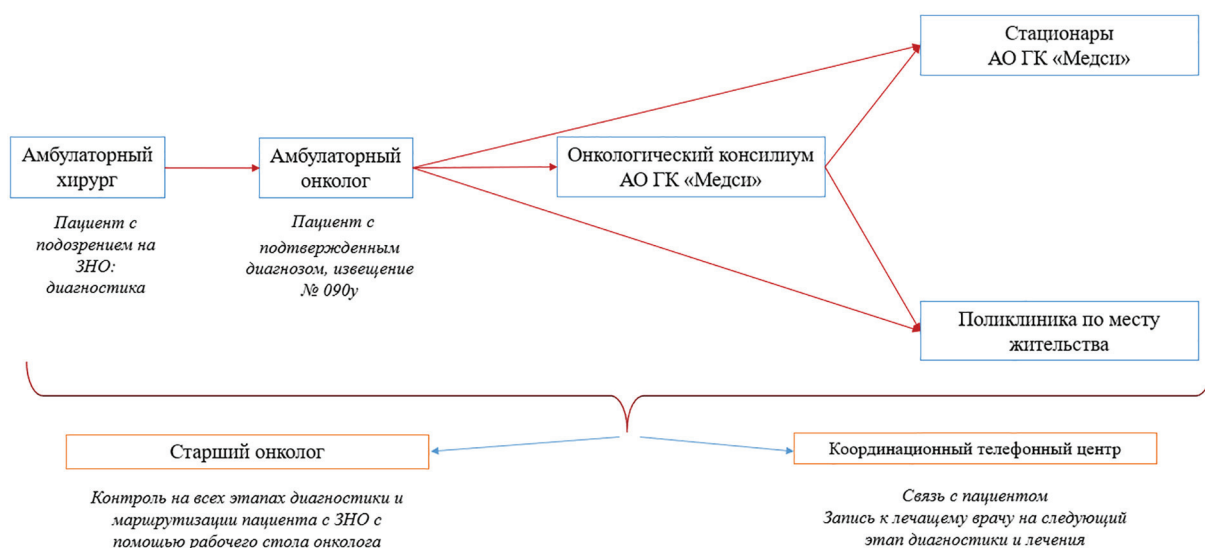 Стационары
АО ГК «Медси»
Амбулаторный
хирург
Амбулаторный
онколог
Онкологический консилиум
АО ГК «Медси»
Пациент с
подозрением на
ЗНО:
диагностика
Пациент с
подтвержденным
диагнозом, извещение
№ 090у
Поликлиника по месту
жительства
Старший онколог
Координационный телефонный центр
Контроль на всех этапах диагностики и
маршрутизации пациента с ЗНО с
помощью рабочего стола онколога
Связь с пациентом
Запись к лечащему врачу на следующий
этап диагностики и лечения